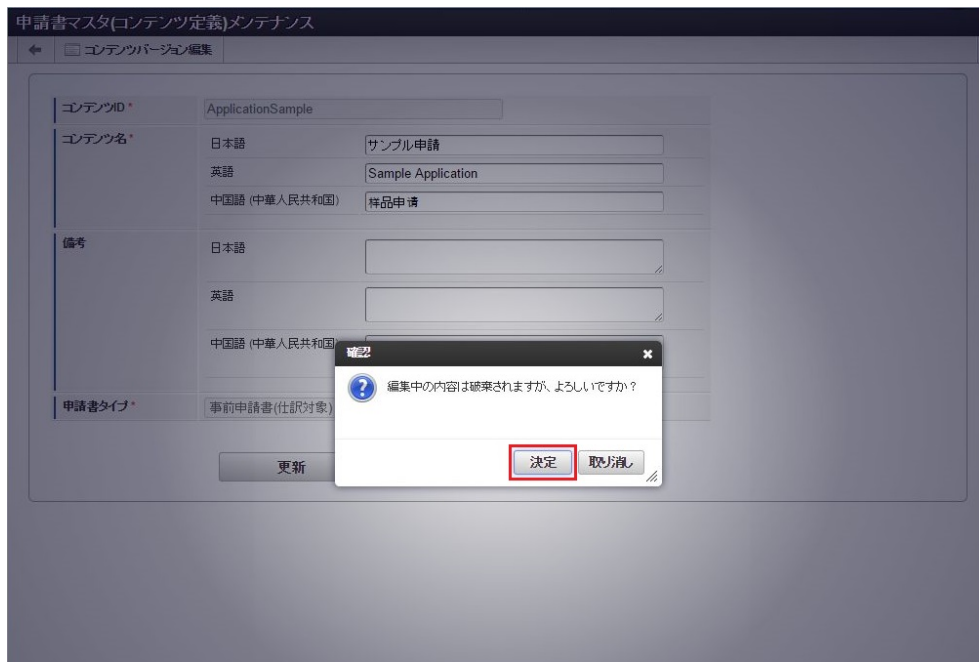 申請書マスタ(コンテンツ定義)メンテナンス
コンテンツバージョン編集
コンテンツID*
ApplicationSample
コンテンツ名*
日本語
サンプル申請
英語
Sample Application
中国語 (中華人民共和国)
样品申请
備考
日本語
英語
中国語 (中華人民共和国
確認
編集中の内容は破棄されますが、よろしいですか?
申請書タイプ*
事前申請書(仕訳対象)
決定
取り消し
更新